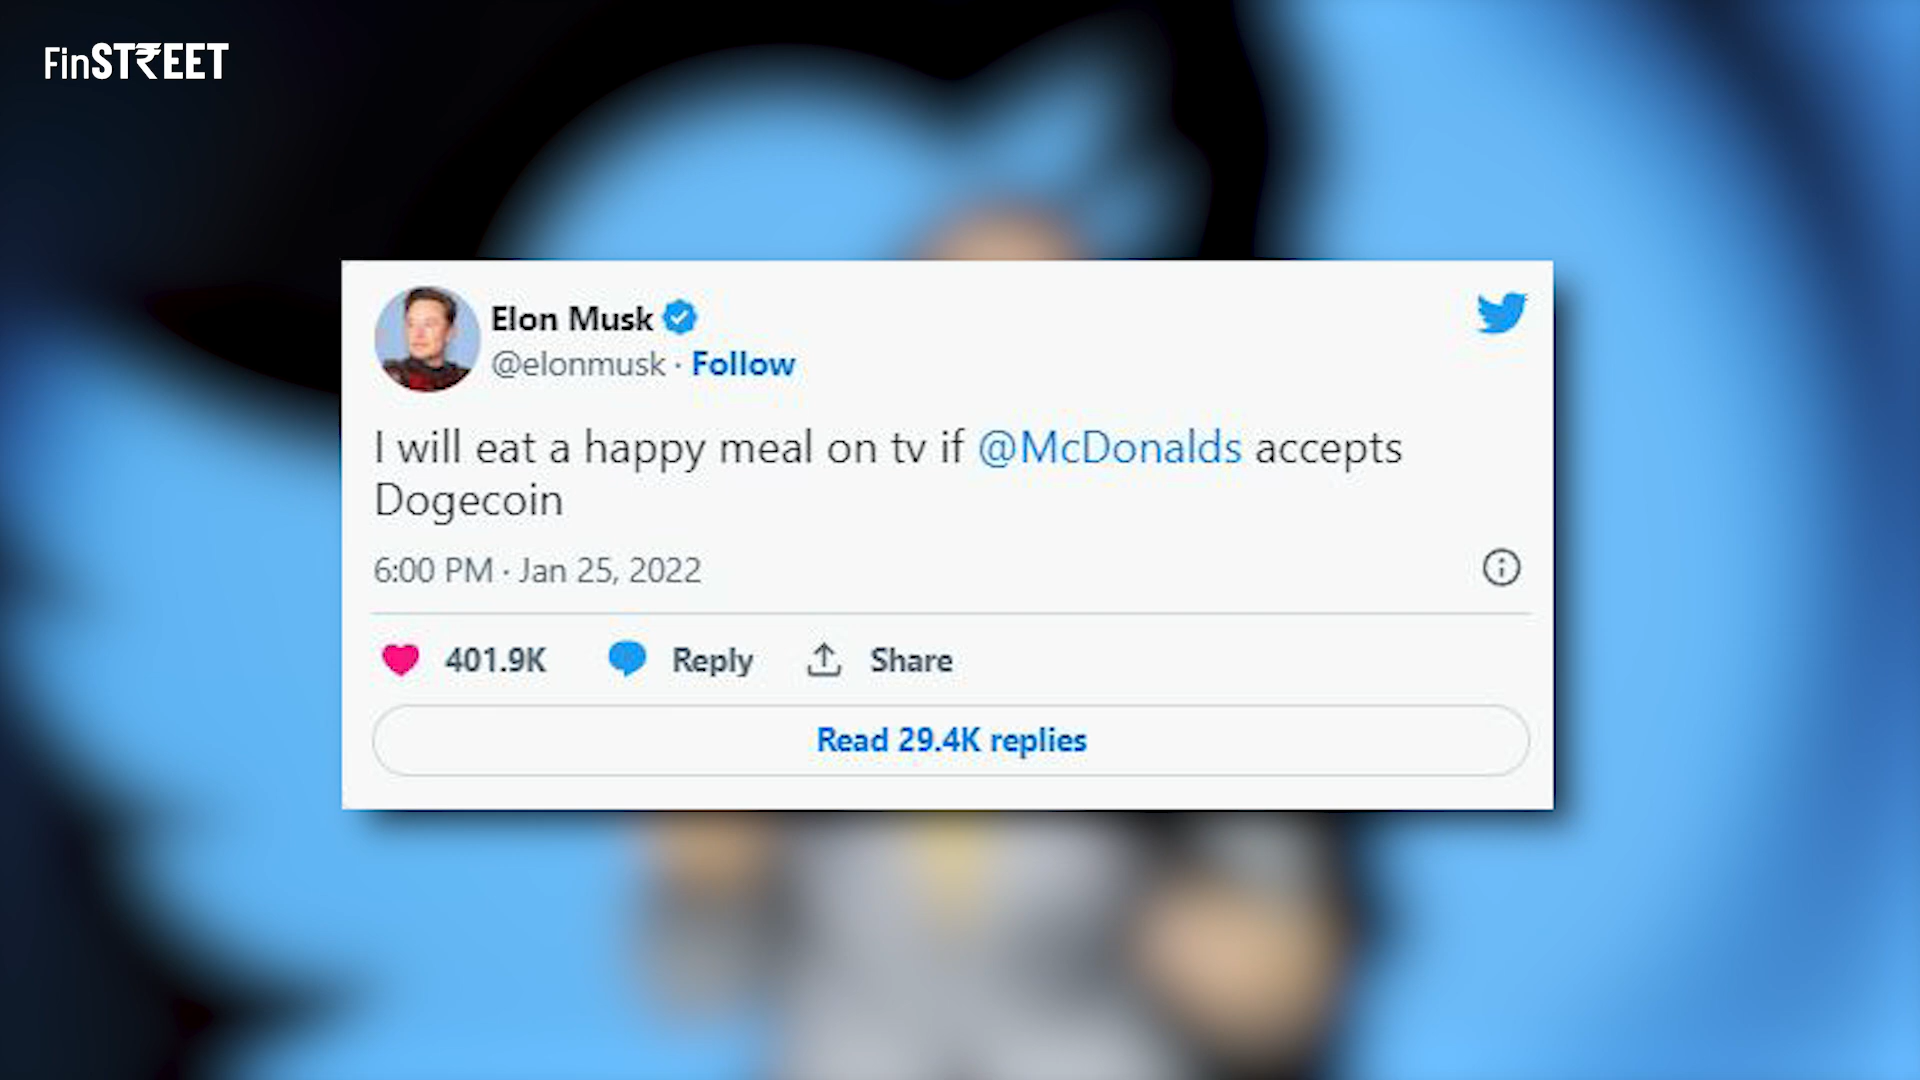 FinSTREET
Elon Musk
@elonmusk · Follow
I will eat a happy meal on tv if @McDonalds accepts
Dogecoin
6:00 PM · Jan 25, 2022
401.9K Reply Share
Read 29.4K replies